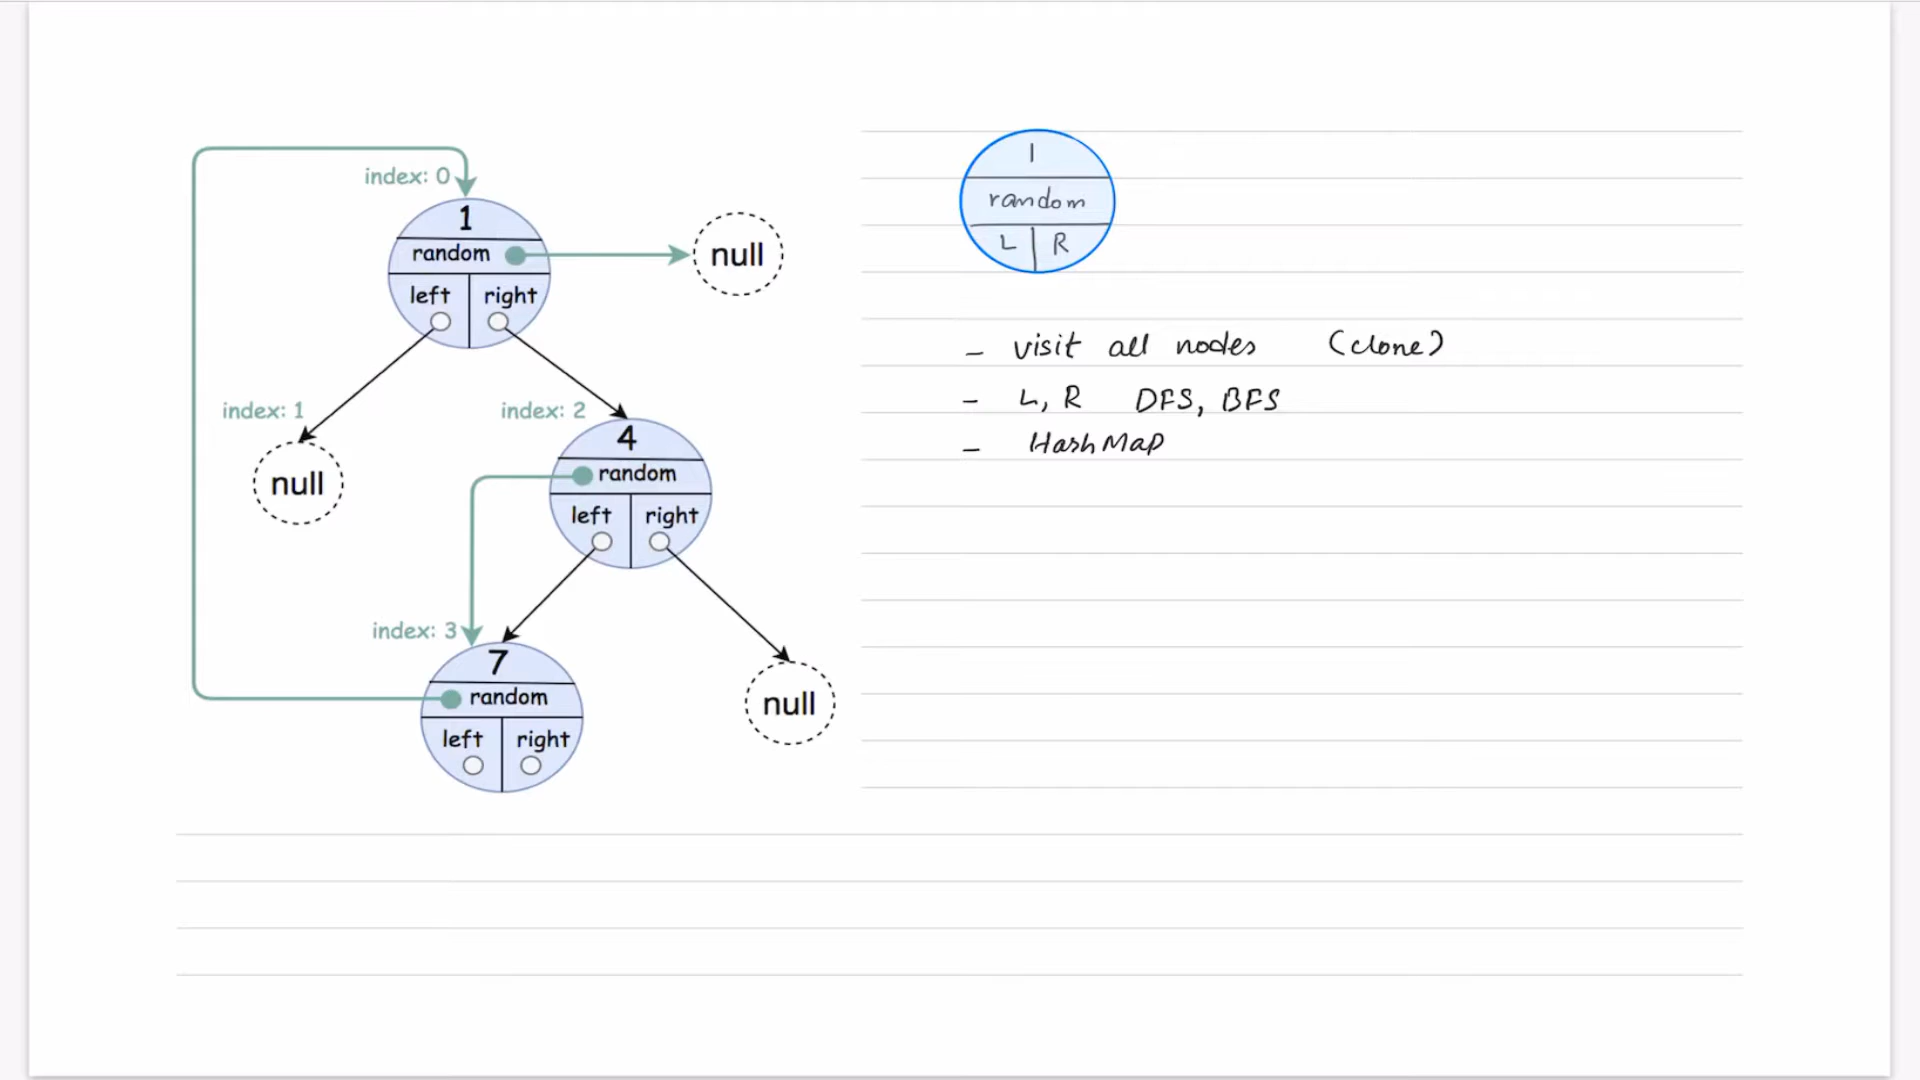 index: 0
1
random
left right
null
index: 1
null
index: 2
4
random
left right
index: 3
7
random
left right
null
1
random
L R
- visit all nodes (clone)
- L, R DFS, BFS
- HashMap